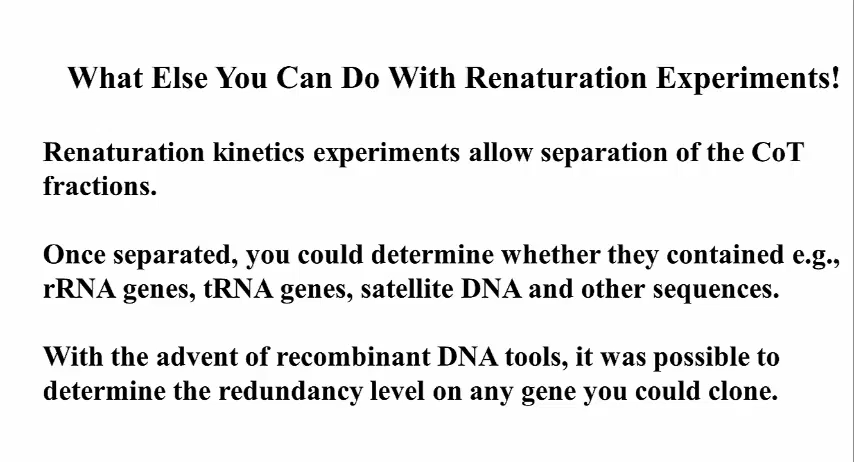 What Else You Can Do With Renaturation Experiments!
Renaturation kinetics experiments allow separation of the CoT
fractions.
Once separated, you could determine whether they contained e.g.,
rRNA genes, tRNA genes, satellite DNA and other sequences.
With the advent of recombinant DNA tools, it was possible to
determine the redundancy level on any gene you could clone.